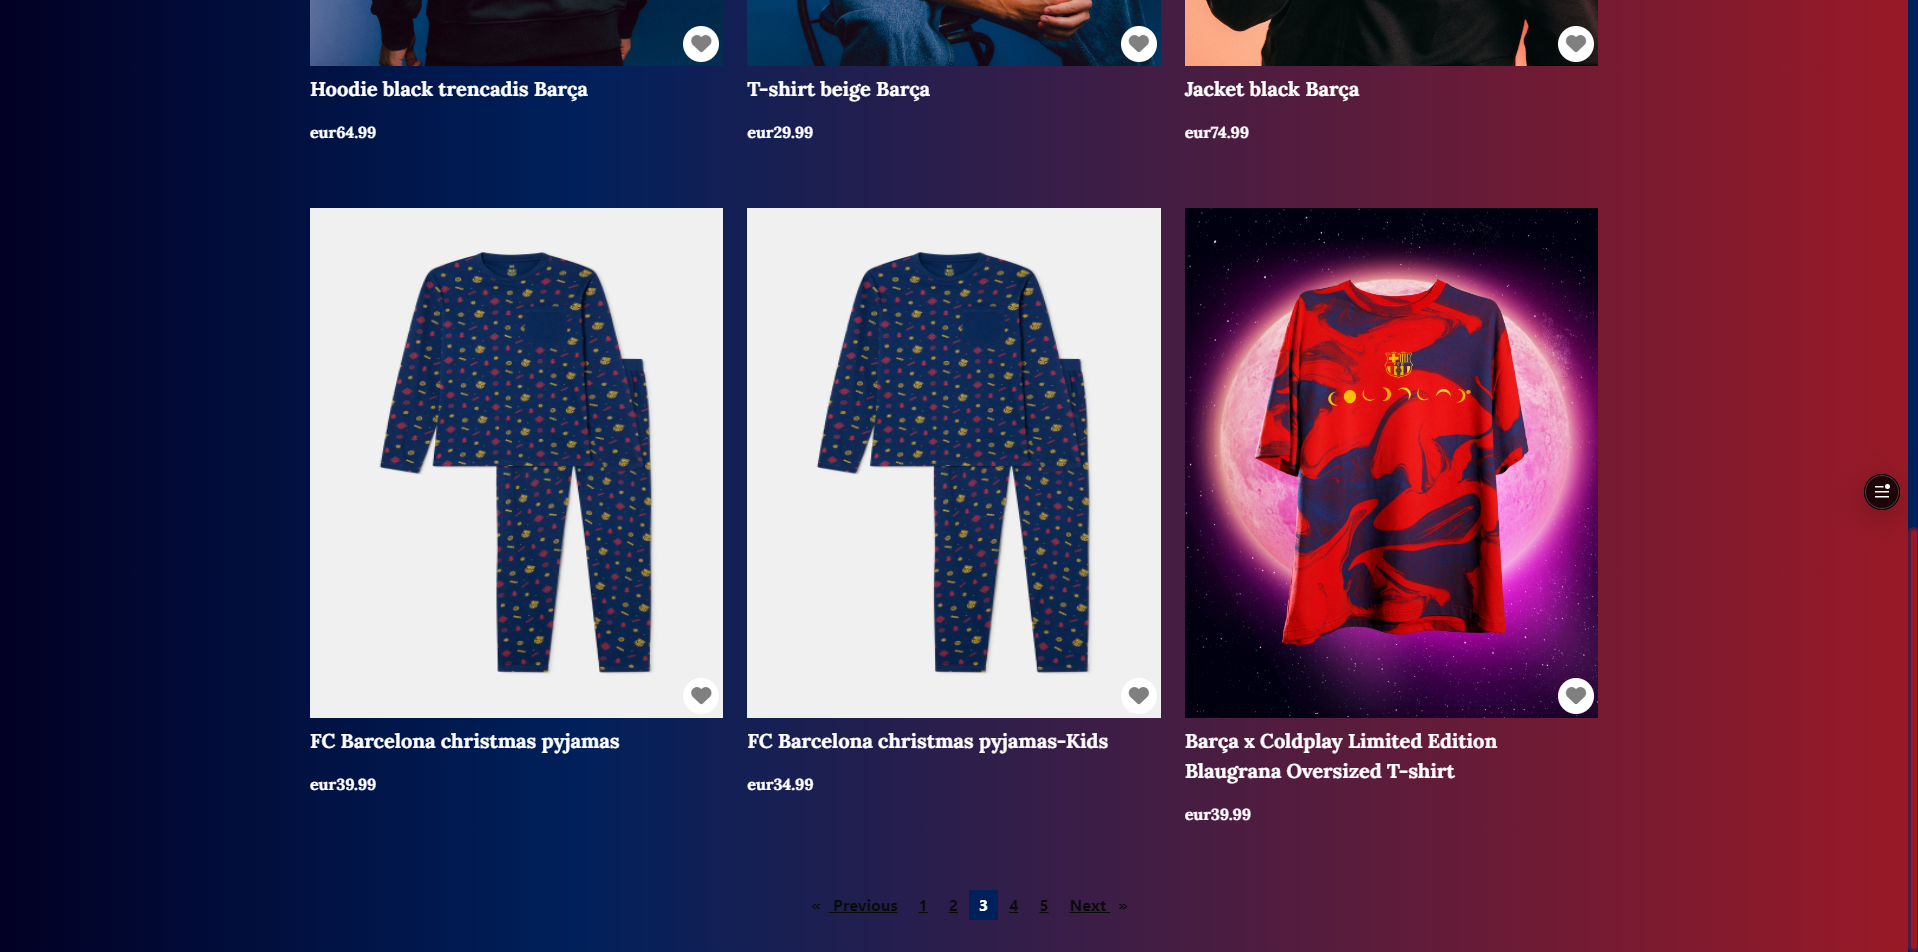 Hoodie black trencadis Barça
T-shirt beige Barça
Jacket black Barça
eur64.99
eur29.99
eur74.99
FC Barcelona christmas pyjamas
FC Barcelona christmas pyjamas-Kids
Barça x Coldplay Limited Edition
Blaugrana Oversized T-shirt
eur39.99
eur34.99
eur39.99
« Previous 1 2 3 4 5 Next »